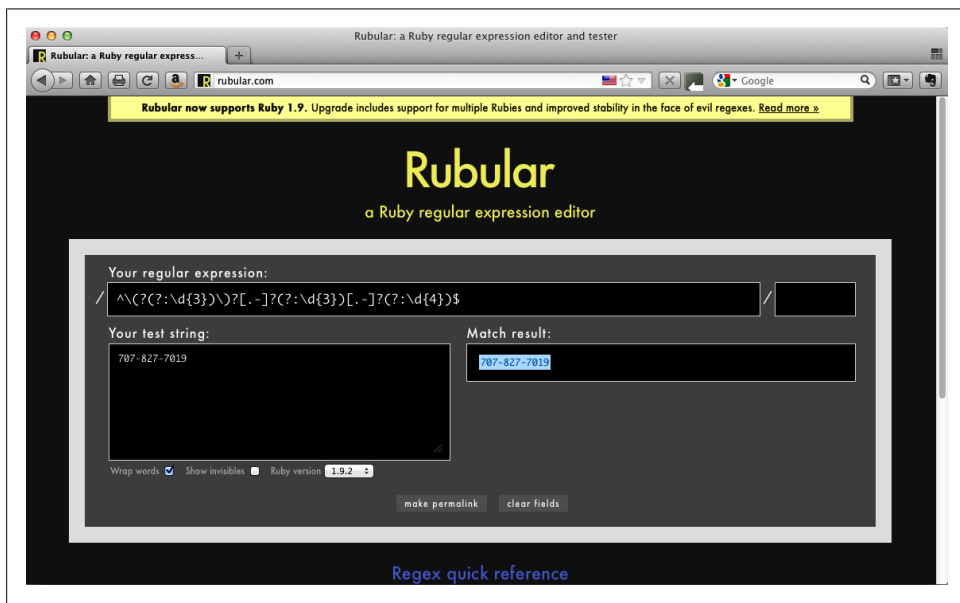 Rubular: a Ruby regular expression editor and tester
Rubular: a Ruby regular express...
rubular.com
Google
Rubular now supports Ruby 1.9. Upgrade includes support for multiple Rubies and improved stability in the face of evil regexes. Read more »
Rubular
a Ruby regular expression editor
Your regular expression:
/ ^\(?(?:\d{3})\)?[.-]?(?:\d{3})[.-]?(?:\d{4})$ /
Your test string:
707-827-7019
Match result:
707-827-7019
Wrap words Show invisibles Ruby version 1.9.2
make permalink clear fields
Regex quick reference